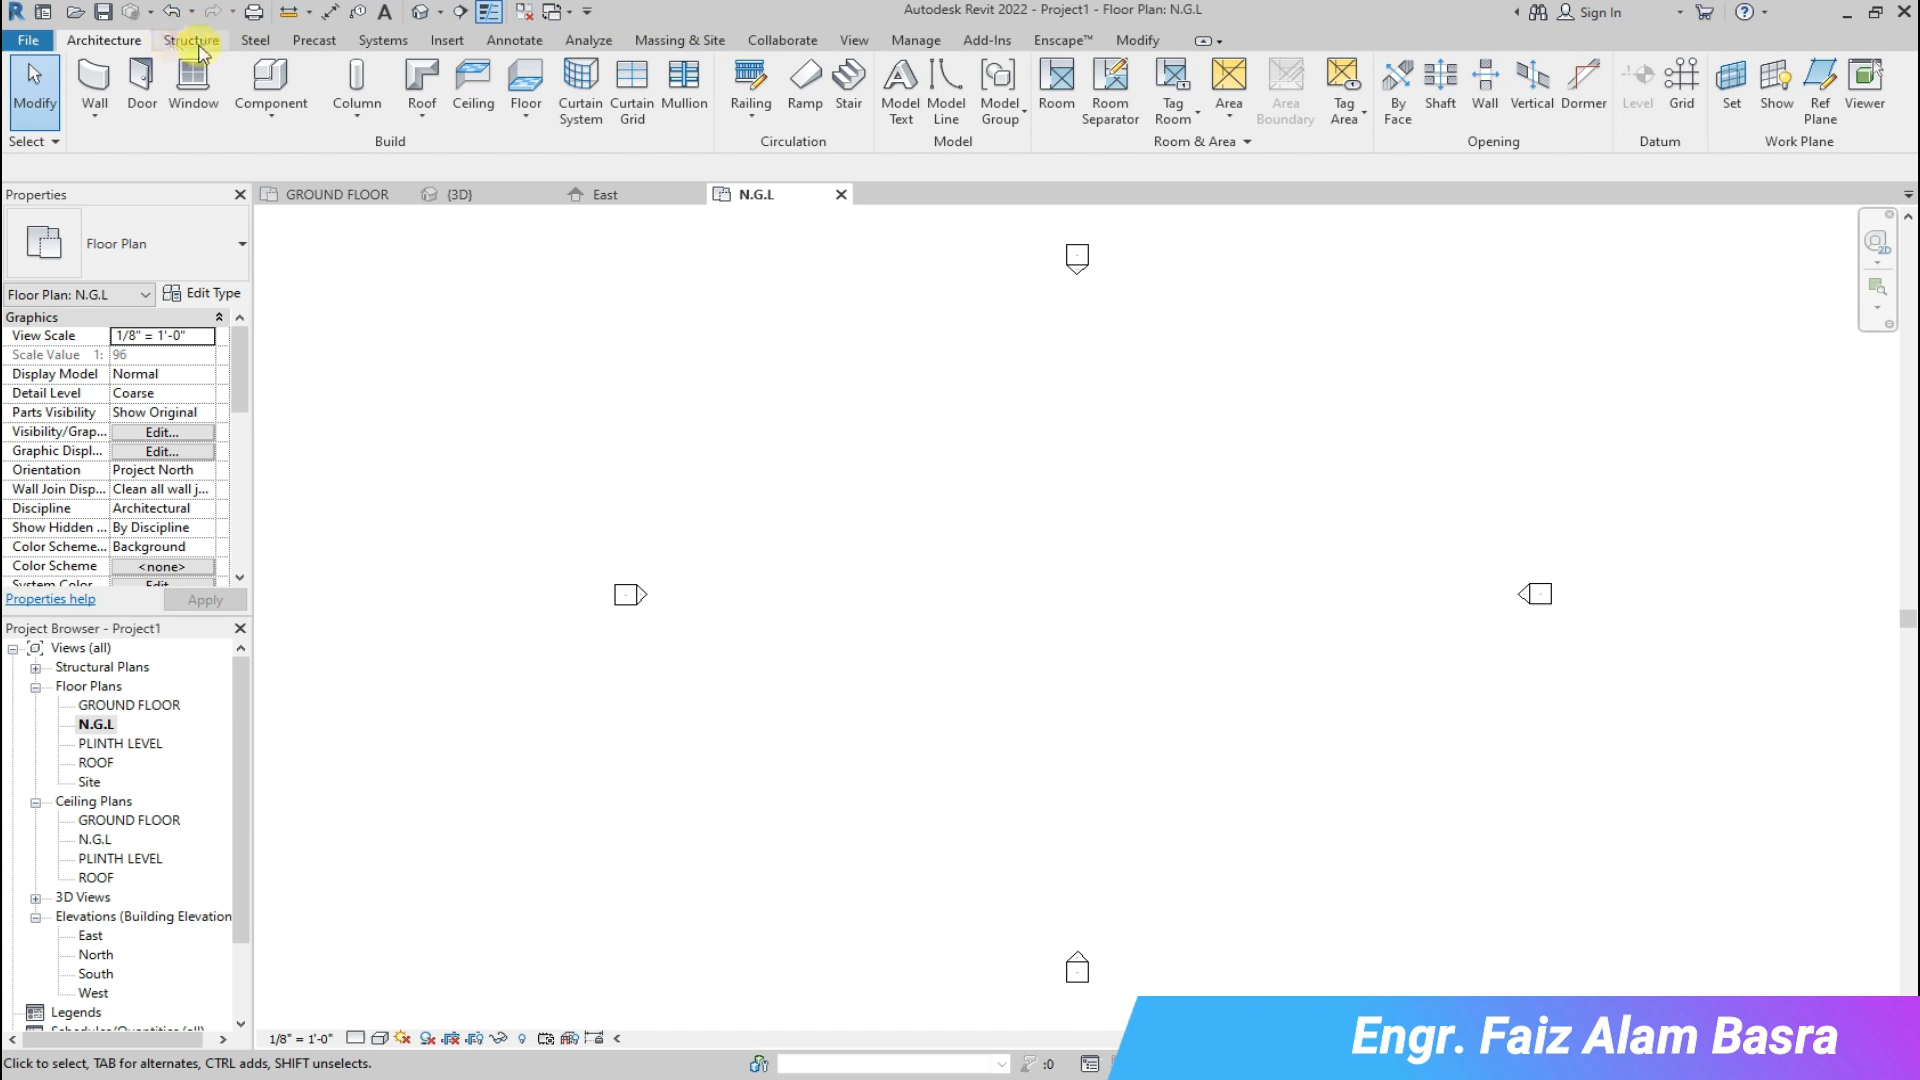 Autodesk Revit 2022 - Project1 - Floor Plan: N.G.L
Sign In
File Architecture Structure Steel Precast Systems Insert Annotate Analyze Massing & Site Collaborate View Manage Add-Ins Enscape™ Modify
Modify Wall Door Window Component Column Roof Ceiling Floor Curtain System Curtain Grid Mullion Railing Ramp Stair Model Text Model Line Model Group Room Room Separator Tag Room Area Area Boundary Tag Area By Face Shaft Wall Vertical Dormer Level Grid Set Show Ref Plane Viewer
Select Build Circulation Model Room & Area Opening Datum Work Plane
Properties
GROUND FLOOR {3D} East N.G.L
Floor Plan
Floor Plan: N.G.L Edit Type
Graphics
View Scale 1/8" = 1'-0"
Scale Value 1: 96
Display Model Normal
Detail Level Coarse
Parts Visibility Show Original
Visibility/Grap... Edit...
Graphic Displ... Edit...
Orientation Project North
Wall Join Disp... Clean all wall j...
Discipline Architectural
Show Hidden ... By Discipline
Color Scheme... Background
Color Scheme <none>
System Color Edit
Properties help Apply
Project Browser - Project1
Views (all)
Structural Plans
Floor Plans
GROUND FLOOR
N.G.L
PLINTH LEVEL
ROOF
Site
Ceiling Plans
GROUND FLOOR
N.G.L
PLINTH LEVEL
ROOF
3D Views
Elevations (Building Elevation
East
North
South
West
Legends
Schedules/Quantities (all)
1/8" = 1'-0"
Click to select, TAB for alternates, CTRL adds, SHIFT unselects.
:0
2D
Engr. Faiz Alam Basra